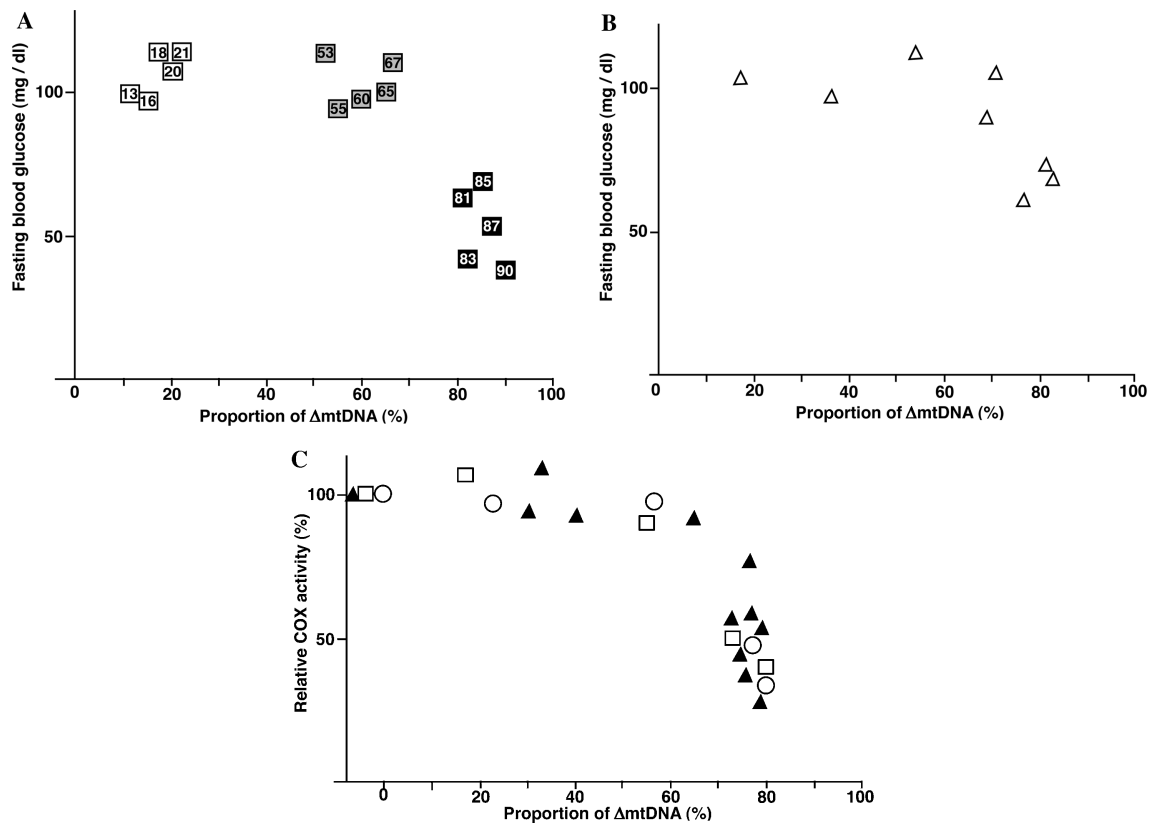 A
Fasting blood glucose (mg / dl)
100
50
18 21
20
13
16
53
67
65
60
55
85
81
87
83
90
0 20 40 60 80 100
Proportion of ΔmtDNA (%)
B
Fasting blood glucose (mg / dl)
100
50
0 20 40 60 80 100
Proportion of ΔmtDNA (%)
C
Relative COX activity (%)
100
50
0 20 40 60 80 100
Proportion of ΔmtDNA (%)